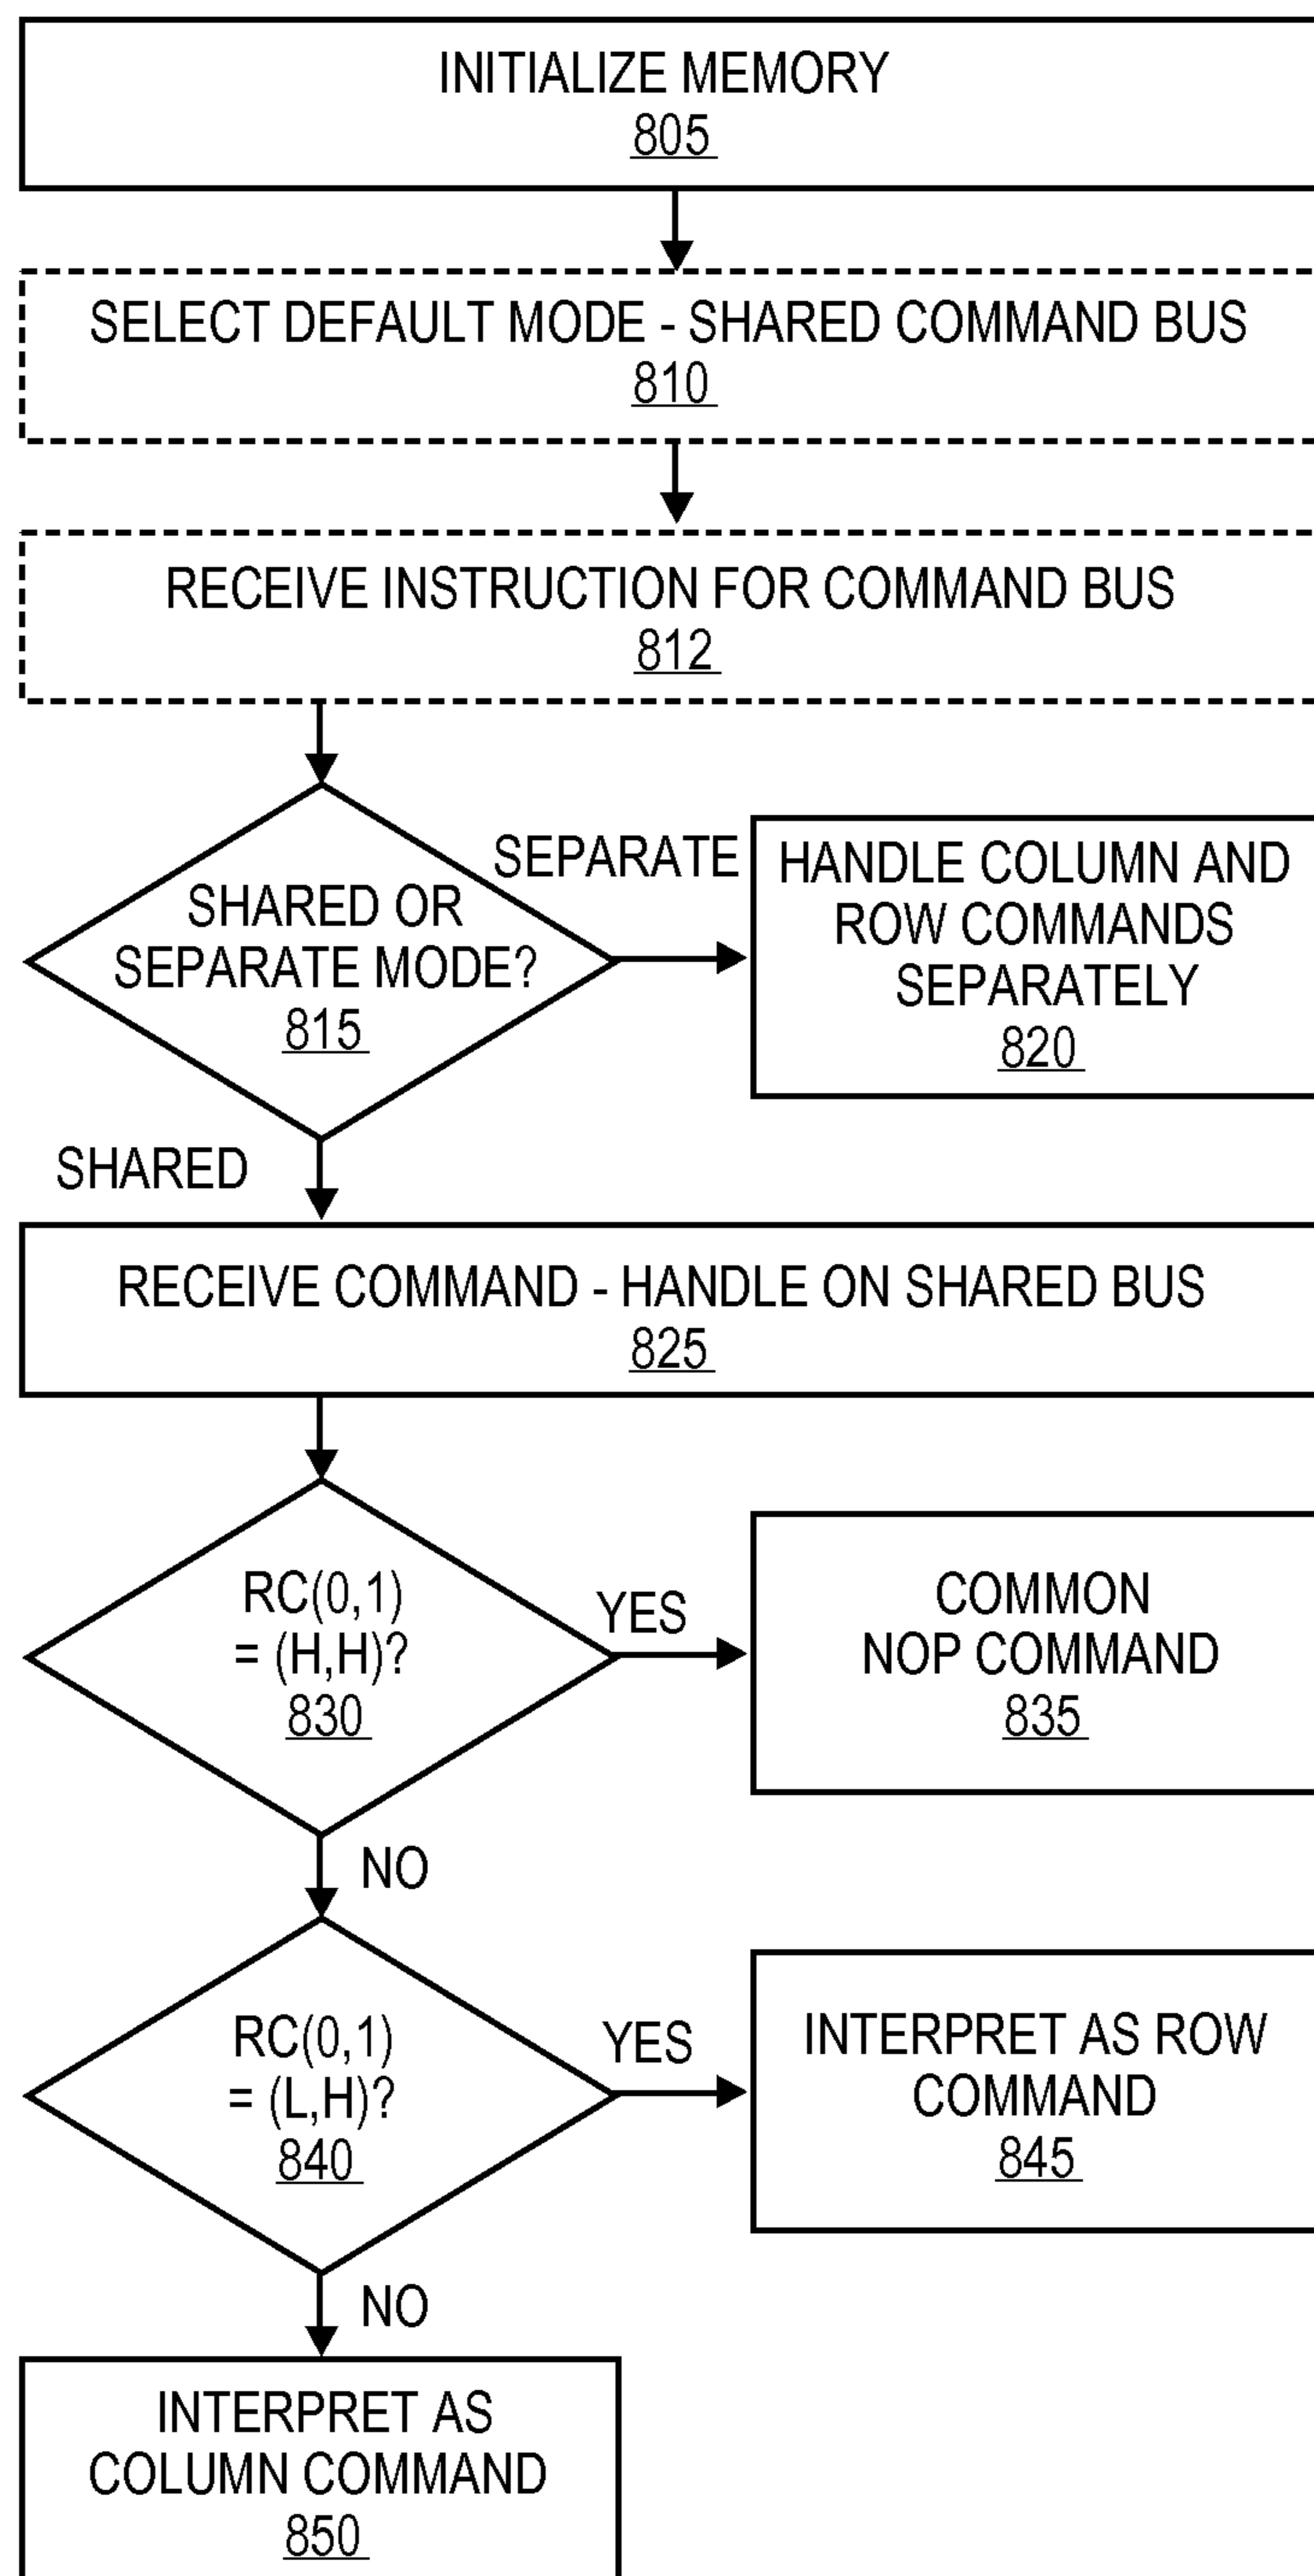 INITIALIZE MEMORY
805
SELECT DEFAULT MODE - SHARED COMMAND BUS
810
RECEIVE INSTRUCTION FOR COMMAND BUS
812
SHARED OR
SEPARATE MODE?
815
SEPARATE
HANDLE COLUMN AND
ROW COMMANDS
SEPARATELY
820
SHARED
RECEIVE COMMAND - HANDLE ON SHARED BUS
825
RC(0,1)
= (H,H)?
830
YES
COMMON
NOP COMMAND
835
NO
RC(0,1)
= (L,H)?
840
YES
INTERPRET AS ROW
COMMAND
845
NO
INTERPRET AS
COLUMN COMMAND
850